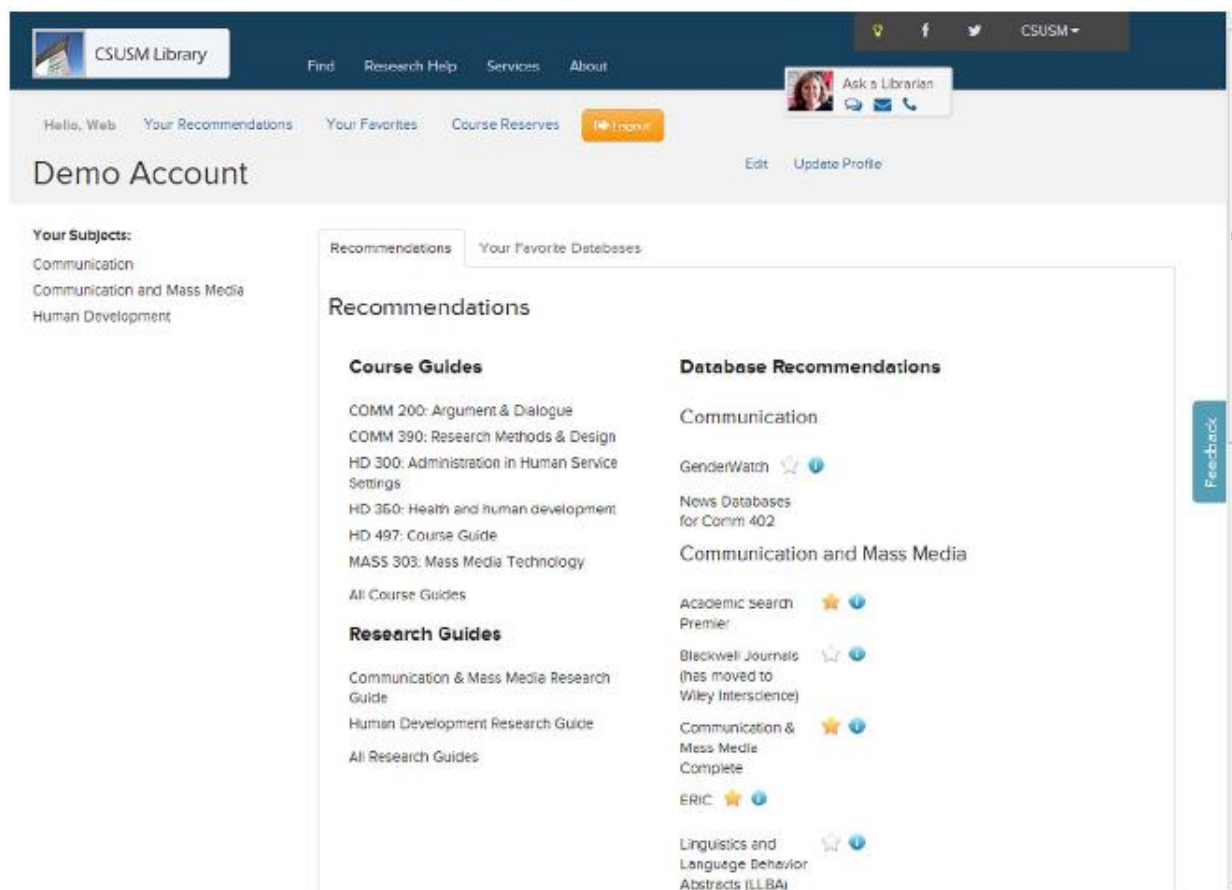 CSUSM Library
CSUSM
Find Research Help Services About
Ask a Librarian
Hello, Web Your Recommendations Your Favorites Course Reserves Logout
Demo Account
Edit Update Profile
Your Subjects:
Communication
Communication and Mass Media
Human Development
Recommendations Your Favorite Databases
Recommendations
Course Guides
COMM 200: Argument & Dialogue
COMM 390: Research Methods & Design
HD 300: Administration in Human Service
Settings
HD 350: Health and human development
HD 497: Course Guide
MASS 303: Mass Media Technology
All Course Guides
Research Guides
Communication & Mass Media Research
Guide
Human Development Research Guide
All Research Guides
Database Recommendations
Communication
GenderWatch
News Databases
for Comm 402
Communication and Mass Media
Academic Search
Premier
Blackwell Journals
(has moved to
Wiley Interscience)
Communication &
Mass Media
Complete
ERIC
Linguistics and
Language Behavior
Abstracts (LLBA)
Feedback